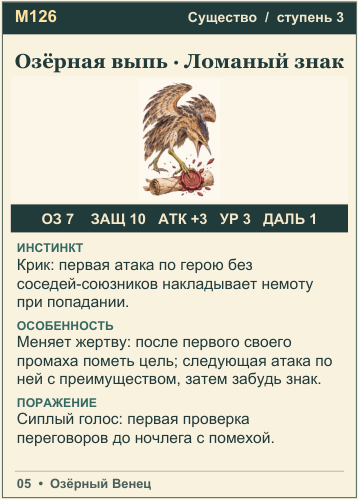 M126
Существо / ступень 3
Озёрная выпь · Ломаный знак
ОЗ 7 ЗАЩ 10 АТК +3 УР 3 ДАЛЬ 1
ИНСТИНКТ
Крик: первая атака по герою без
соседей-союзников накладывает немоту
при попадании.
ОСОБЕННОСТЬ
Меняет жертву: после первого своего
промаха пометь цель; следующая атака по
ней с преимуществом, затем забудь знак.
ПОРАЖЕНИЕ
Сиплый голос: первая проверка
переговоров до ночлега с помехой.
05 • Озёрный Венец